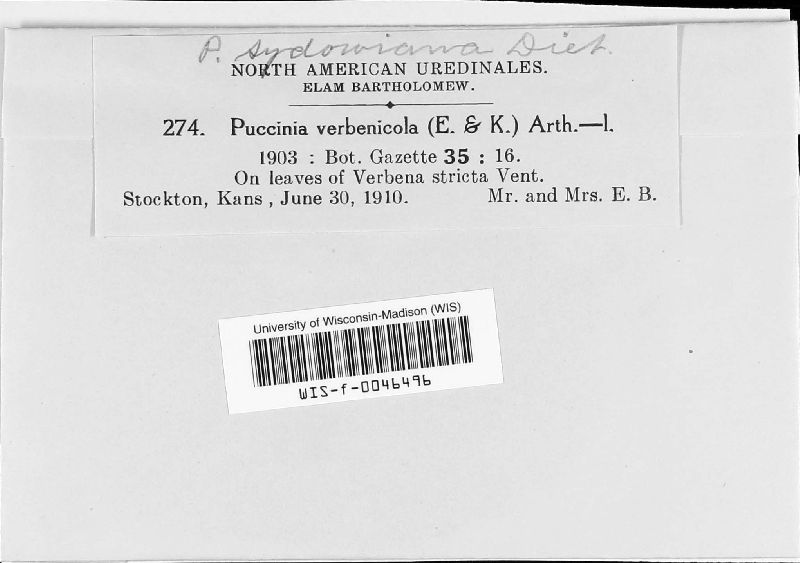 P. sydowiana Diet.
NORTH AMERICAN UREDINALES.
ELAM BARTHOLOMEW.
274. Puccinia verbenicola (E. & K.) Arth.—I.
1903 : Bot. Gazette 35 : 16.
On leaves of Verbena stricta Vent.
Stockton, Kans , June 30, 1910. Mr. and Mrs. E. B.
University of Wisconsin-Madison (WIS)
WIS-f-0046496